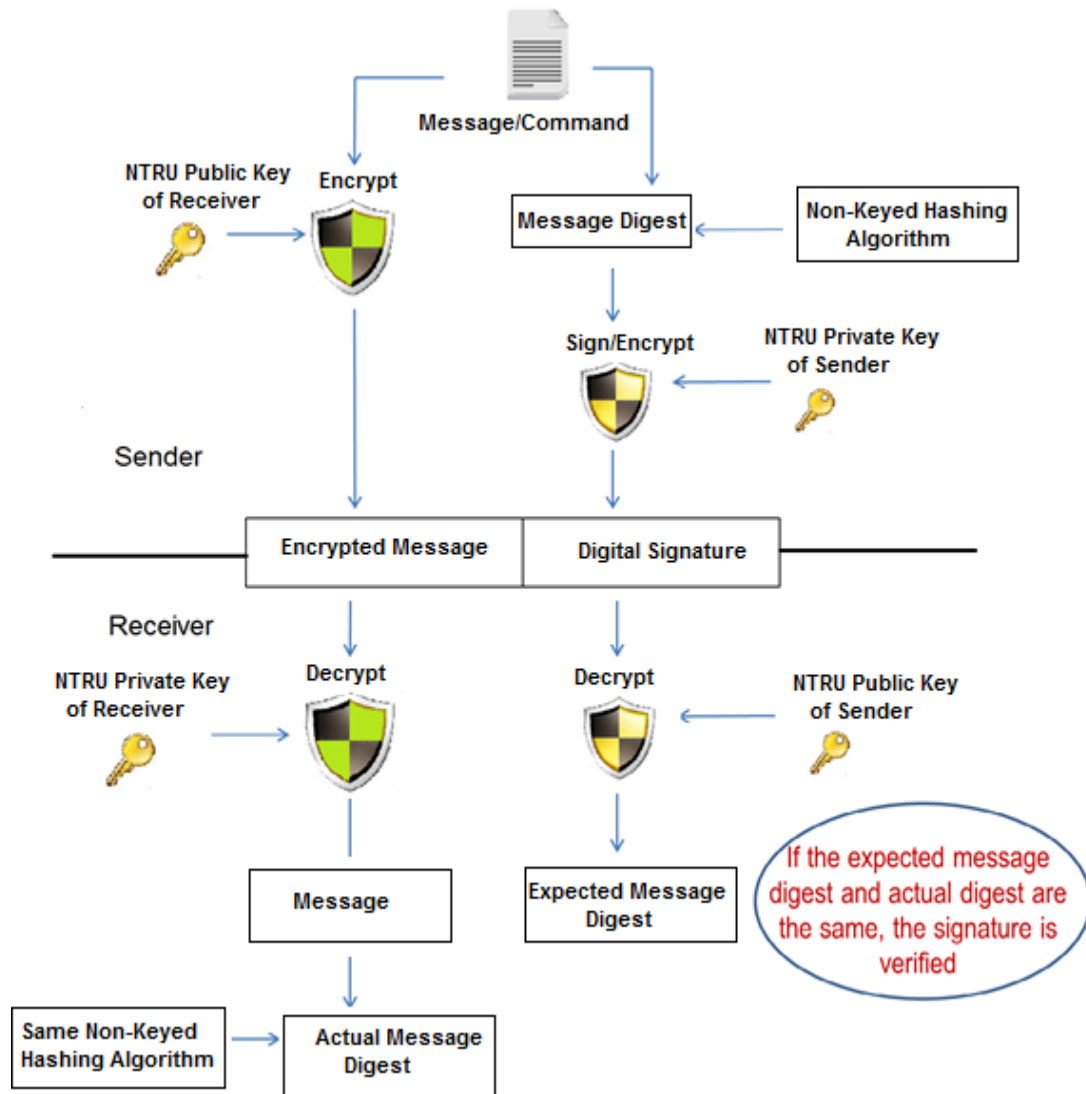 Message/Command
NTRU Public Key
of Receiver
Encrypt
Message Digest
Non-Keyed Hashing
Algorithm
Sign/Encrypt
NTRU Private Key
of Sender
Sender
Encrypted Message
Digital Signature
Receiver
NTRU Private Key
of Receiver
Decrypt
Decrypt
NTRU Public Key
of Sender
Message
Expected Message
Digest
If the expected message
digest and actual digest are
the same, the signature is
verified
Same Non-Keyed
Hashing Algorithm
Actual Message
Digest